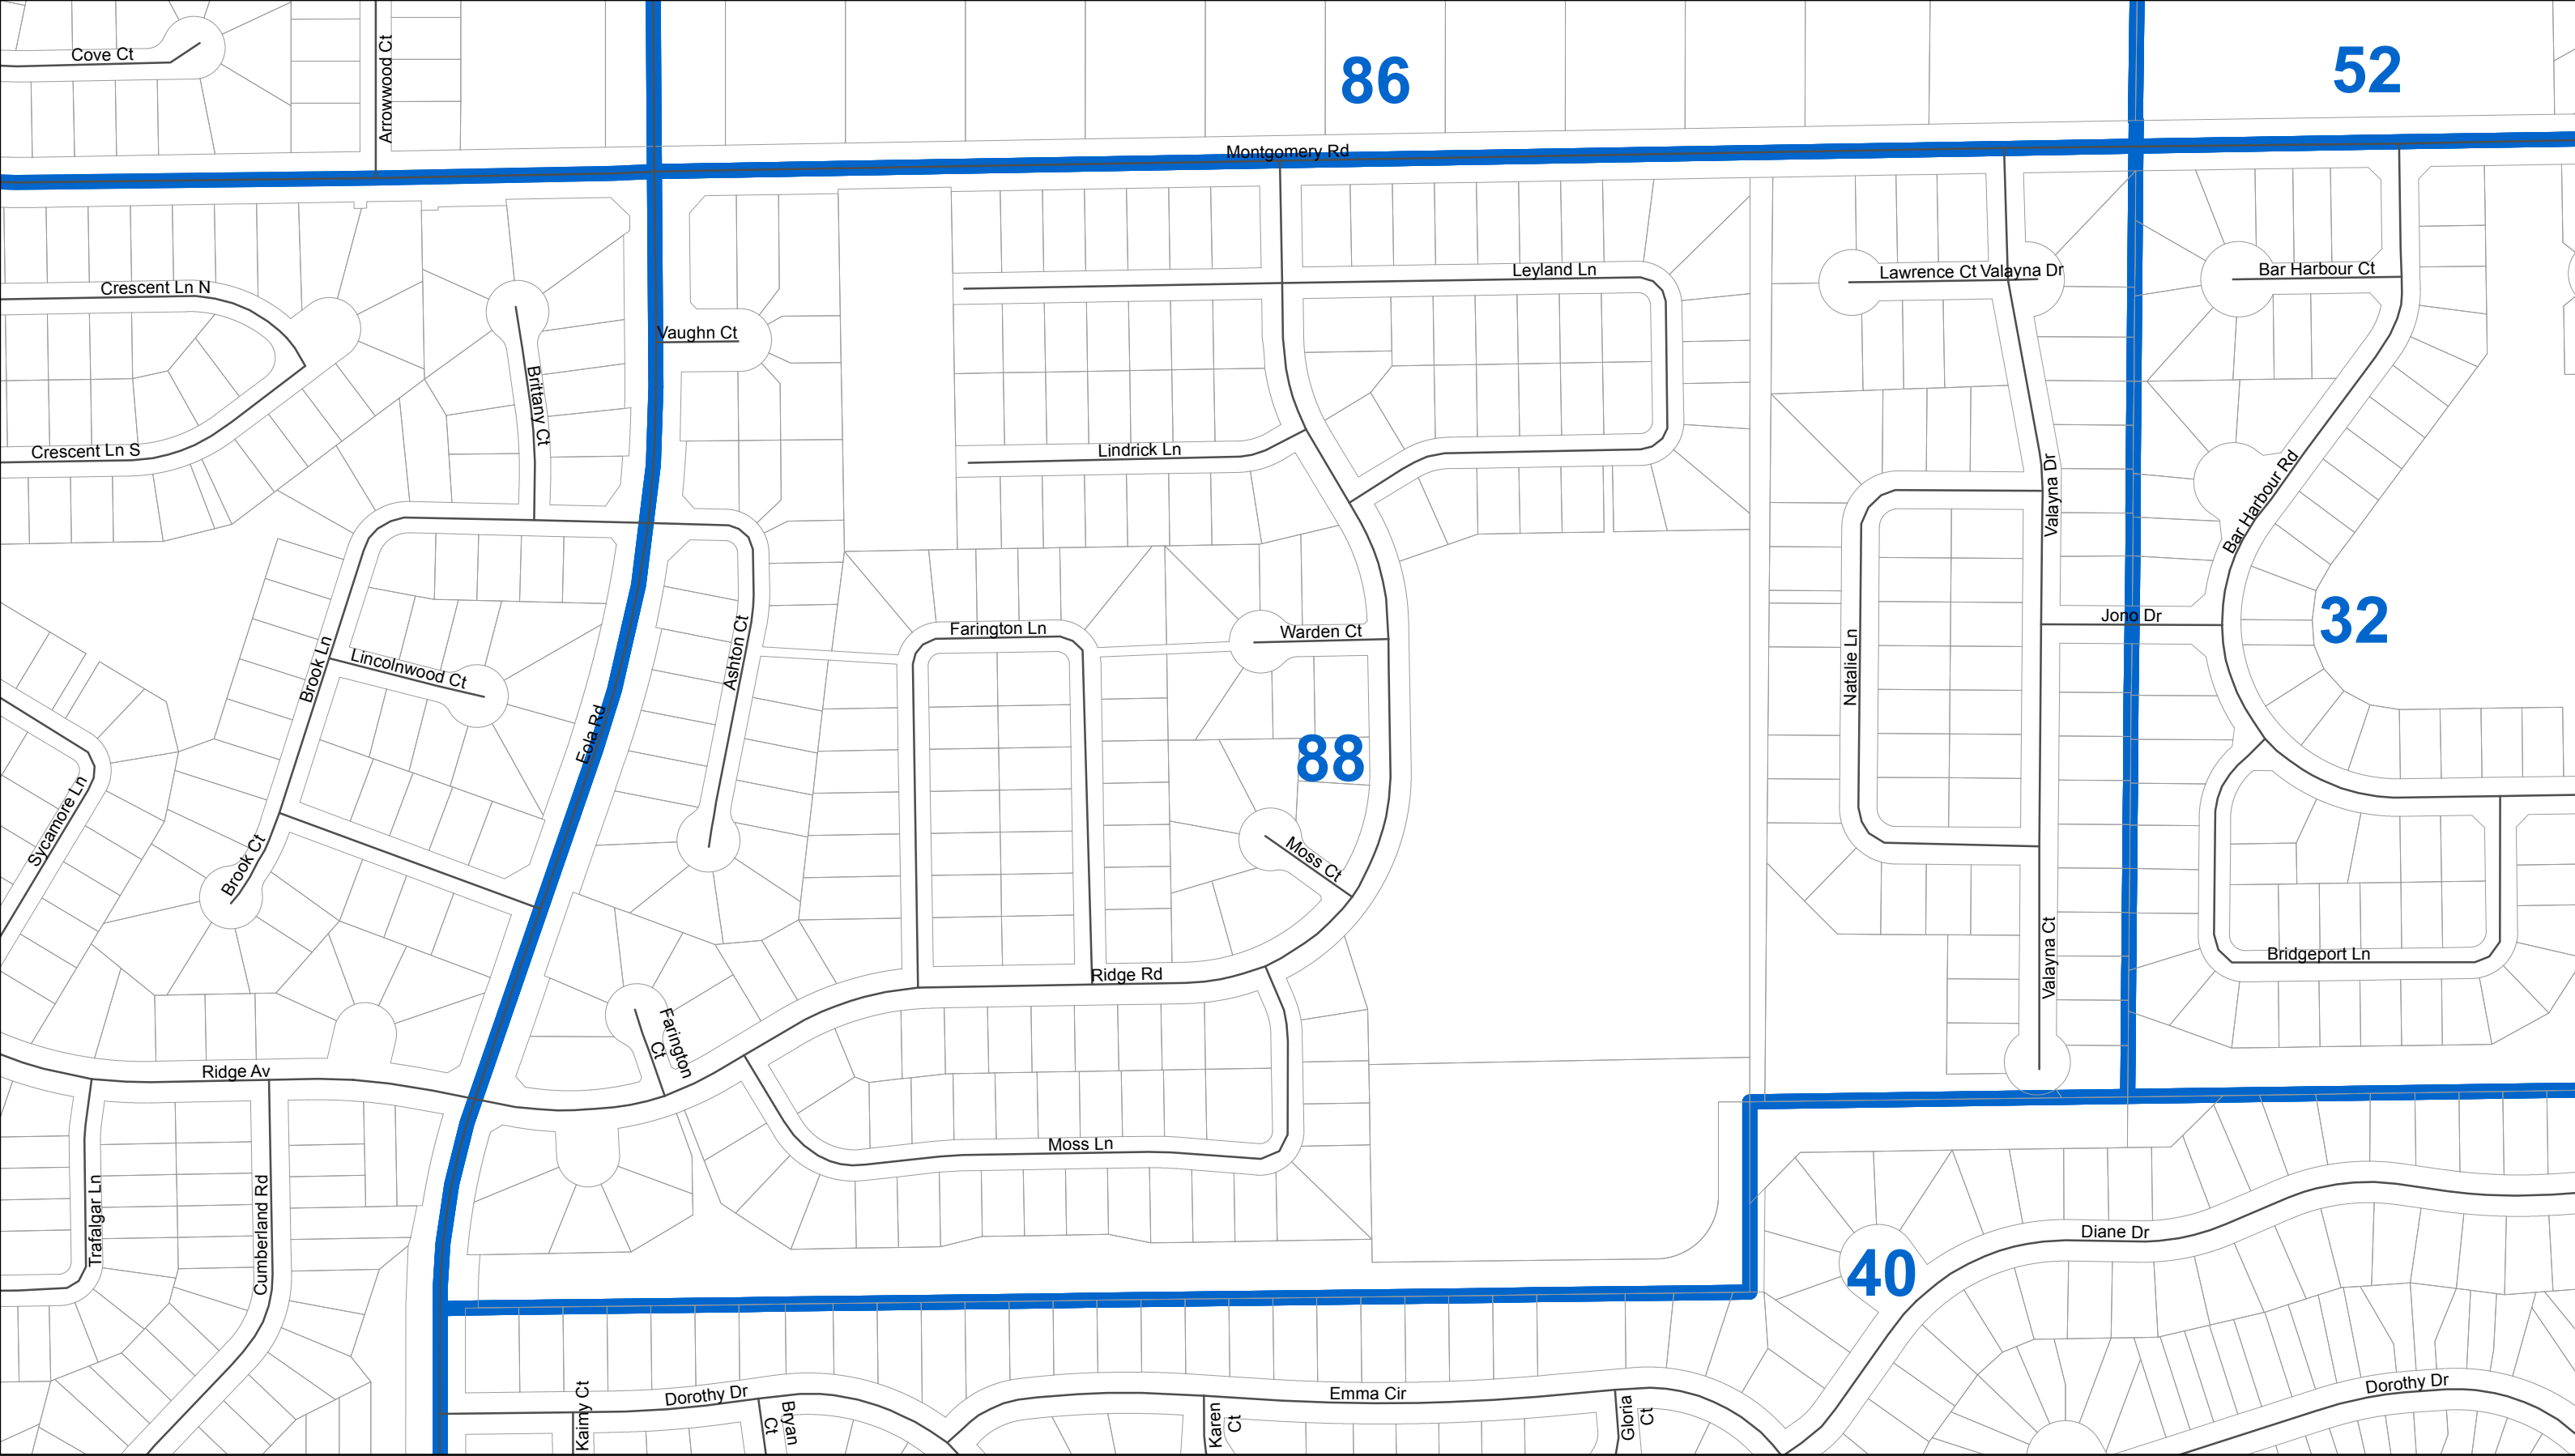 Cove Ct
Arrowwood Ct
86
52
Montgomery Rd
Crescent Ln N
Leyland Ln
Lawrence Ct
Valayna Dr
Bar Harbour Ct
Vaughn Ct
Brittany Ct
Crescent Ln S
Lindrick Ln
Valayna Dr
Bar Harbour Rd
Jono Dr
32
Farington Ln
Warden Ct
Ashton Ct
Brook Ln
Lincolnwood Ct
Natalie Ln
Eola Rd
88
Sycamore Ln
Brook Ct
Moss Ct
Valayna Ct
Bridgeport Ln
Ridge Rd
Farington
Ct
Ridge Av
Moss Ln
Trafalgar Ln
Cumberland Rd
Diane Dr
40
Dorothy Dr
Kaimy Ct
Bryan
Ct
Emma Cir
Karen
Ct
Gloria
Ct
Dorothy Dr